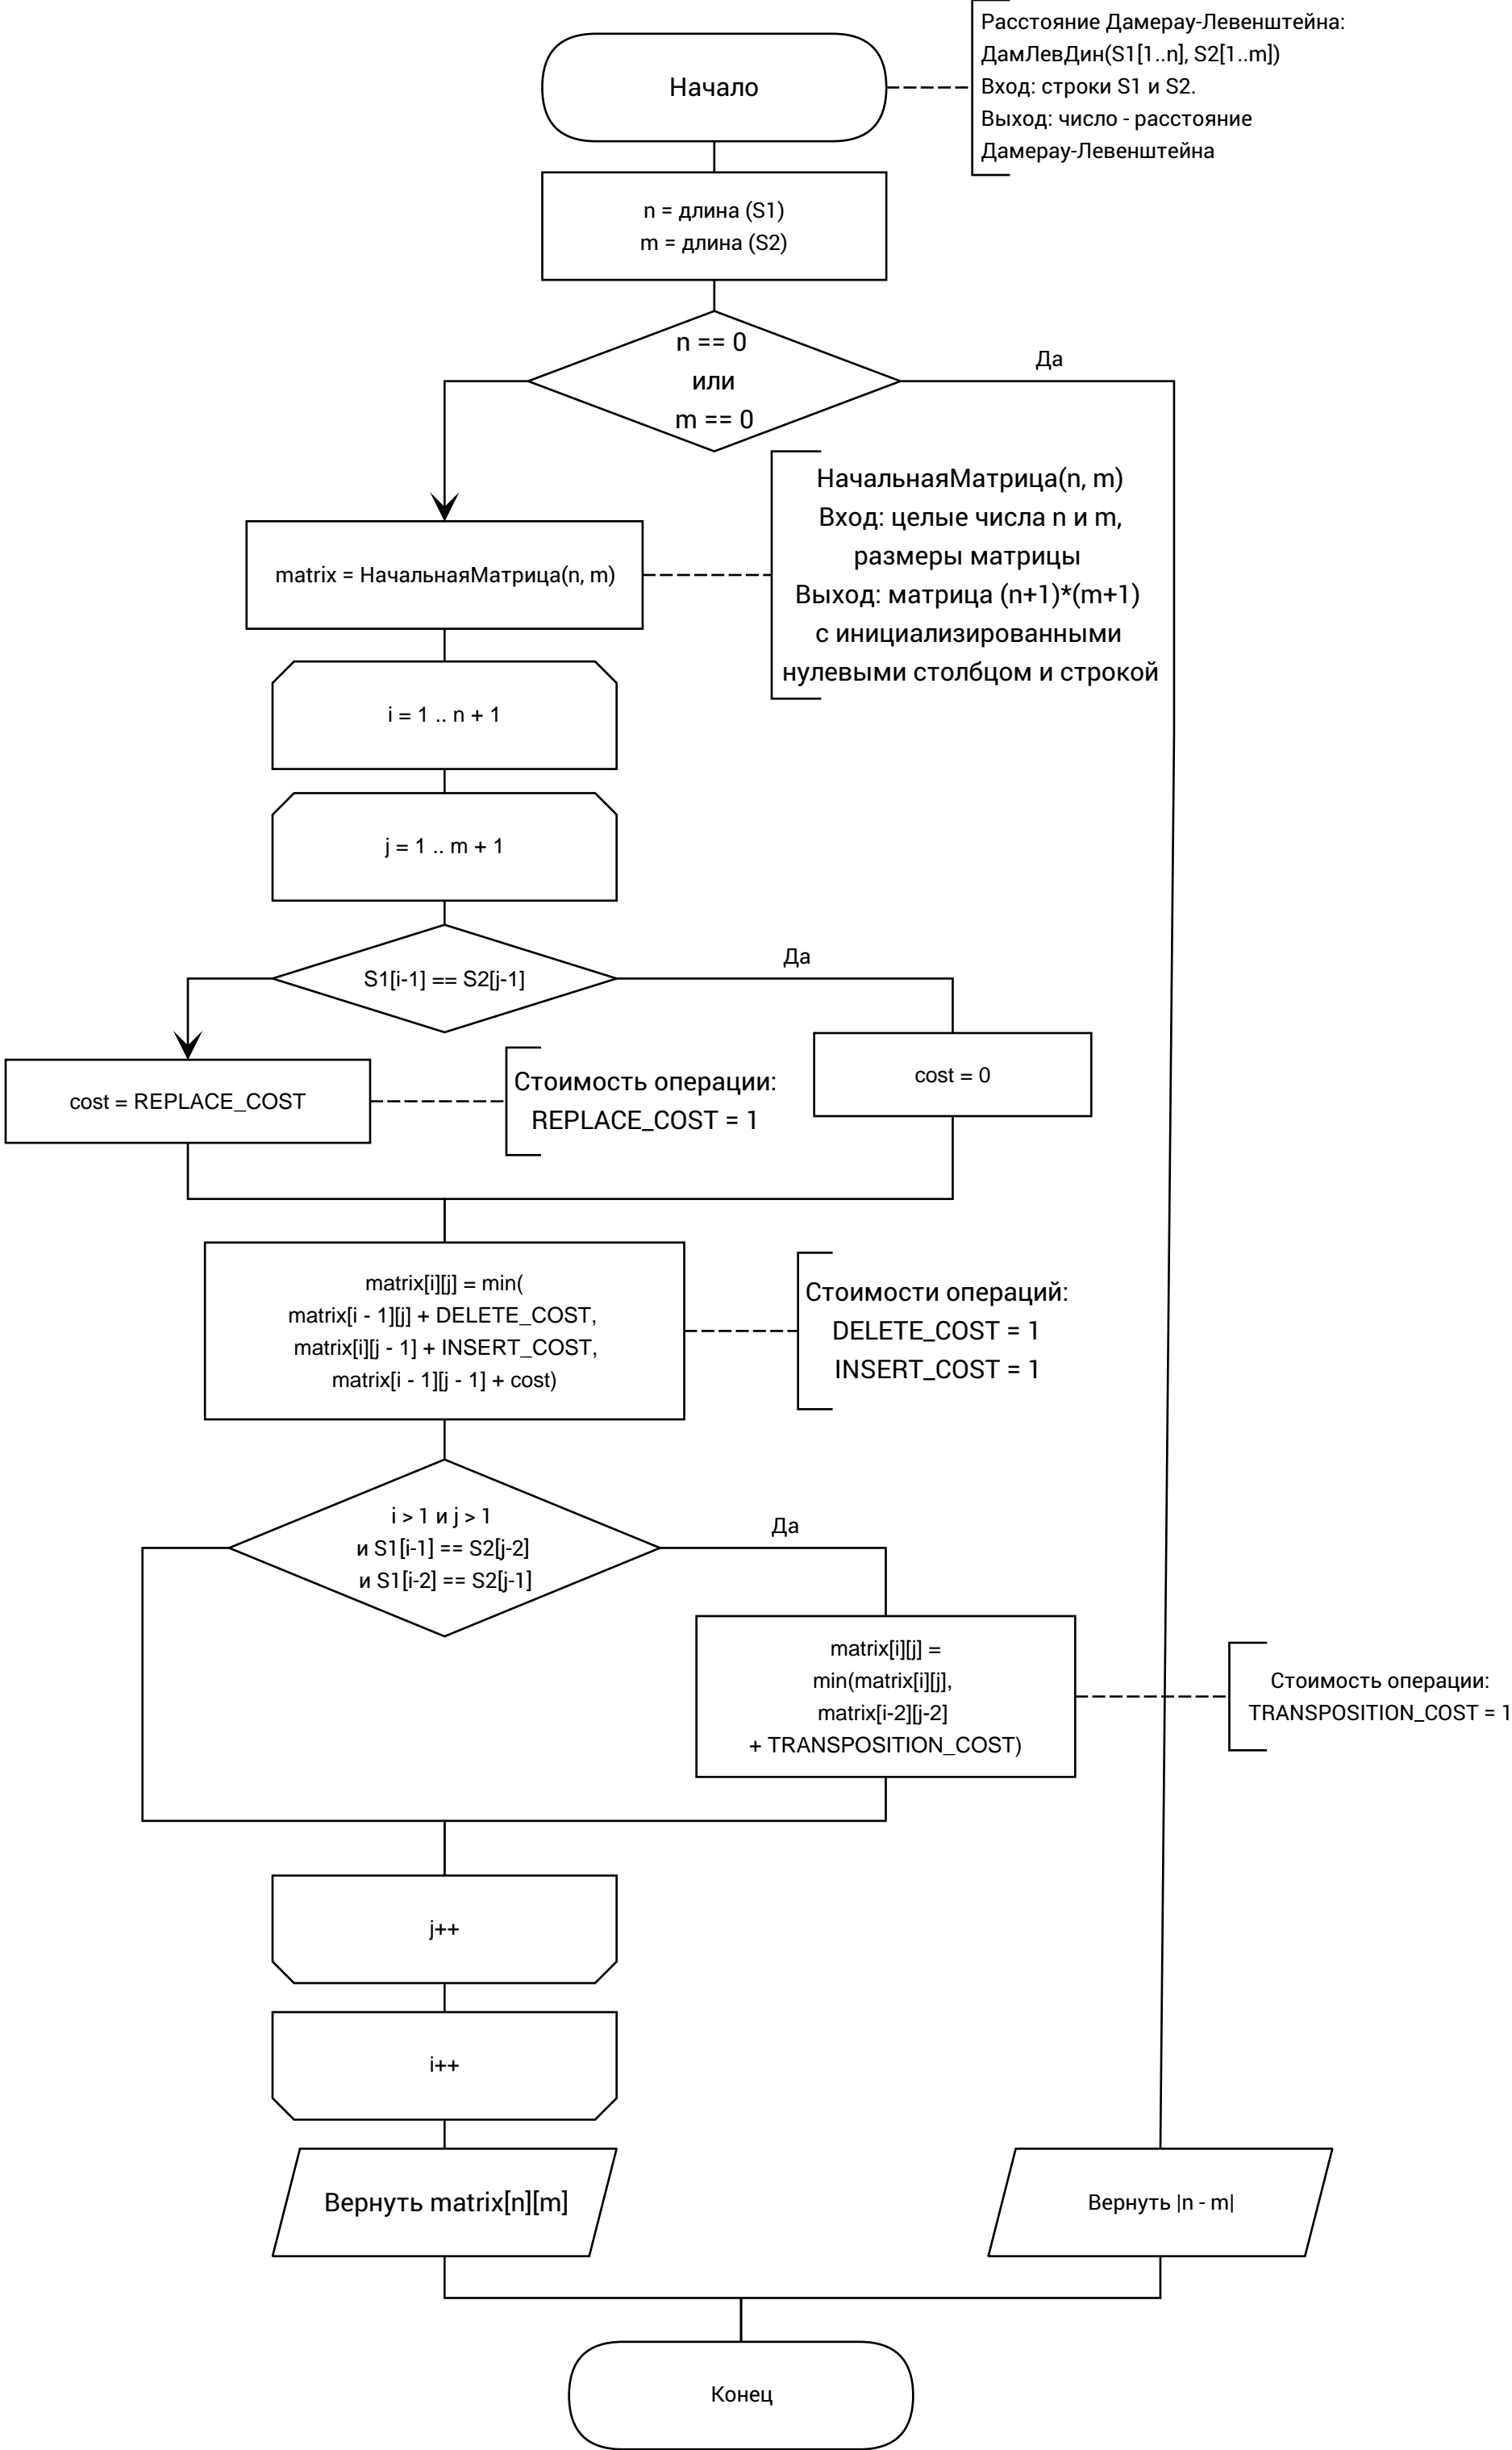 Начало
Расстояние Дамерау-Левенштейна:
ДамЛевДин(S1[1..n], S2[1..m])
Вход: строки S1 и S2.
Выход: число - расстояние
Дамерау-Левенштейна
n = длина (S1)
m = длина (S2)
n == 0
или
m == 0
Да
matrix = НачальнаяМатрица(n, m)
НачальнаяМатрица(n, m)
Вход: целые числа n и m,
размеры матрицы
Выход: матрица (n+1)*(m+1)
с инициализированными
нулевыми столбцом и строкой
i = 1 .. n + 1
j = 1 .. m + 1
S1[i-1] == S2[j-1]
Да
cost = REPLACE_COST
Стоимость операции:
REPLACE_COST = 1
cost = 0
matrix[i][j] = min(
matrix[i - 1][j] + DELETE_COST,
matrix[i][j - 1] + INSERT_COST,
matrix[i - 1][j - 1] + cost)
Стоимости операций:
DELETE_COST = 1
INSERT_COST = 1
i > 1 и j > 1
и S1[i-1] == S2[j-2]
и S1[i-2] == S2[j-1]
Да
matrix[i][j] =
min(matrix[i][j],
matrix[i-2][j-2]
+ TRANSPOSITION_COST)
Стоимость операции:
TRANSPOSITION_COST = 1
j++
i++
Вернуть matrix[n][m]
Вернуть |n - m|
Конец